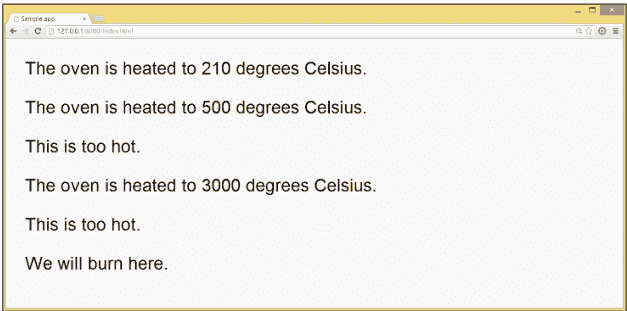 Sample app
127.0.0.1:6080/index.html
The oven is heated to 210 degrees Celsius.
The oven is heated to 500 degrees Celsius.
This is too hot.
The oven is heated to 3000 degrees Celsius.
This is too hot.
We will burn here.